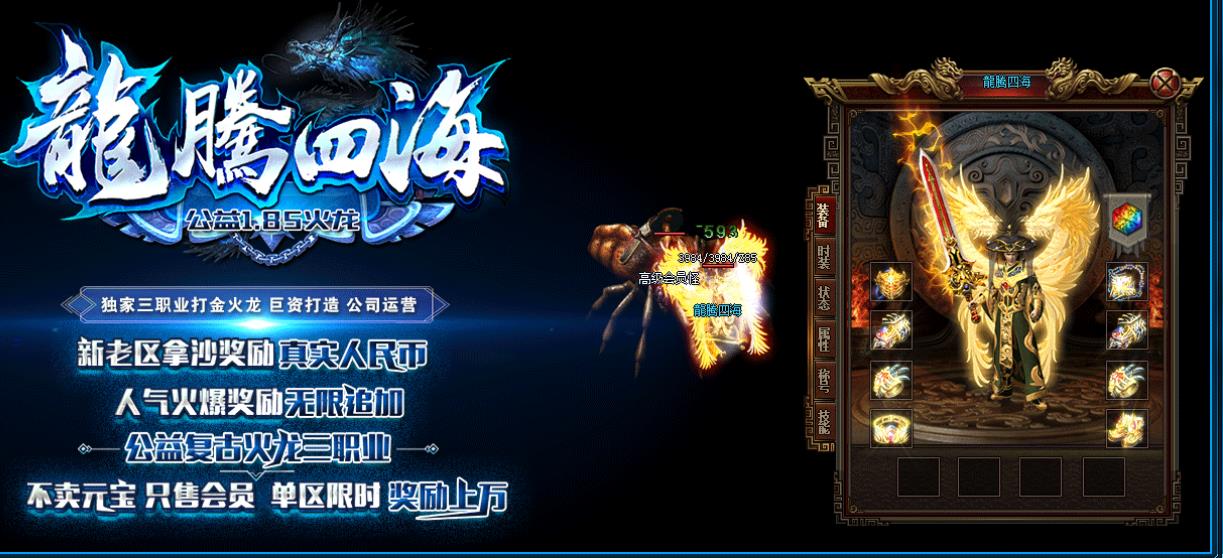 龍騰四海
公益1.85火龙
独家三职业打金火龙 巨资打造 公司运营
新老区拿沙奖励 真实人民币
人气火爆奖励无限追加
公益复古火龙三职业
不卖元宝 只售会员 单区限时 奖励上万
-593
3984/3984/Z85
高级会员怪
龍騰四海
龍騰四海
装备
时装
状态
属性
称号
技能